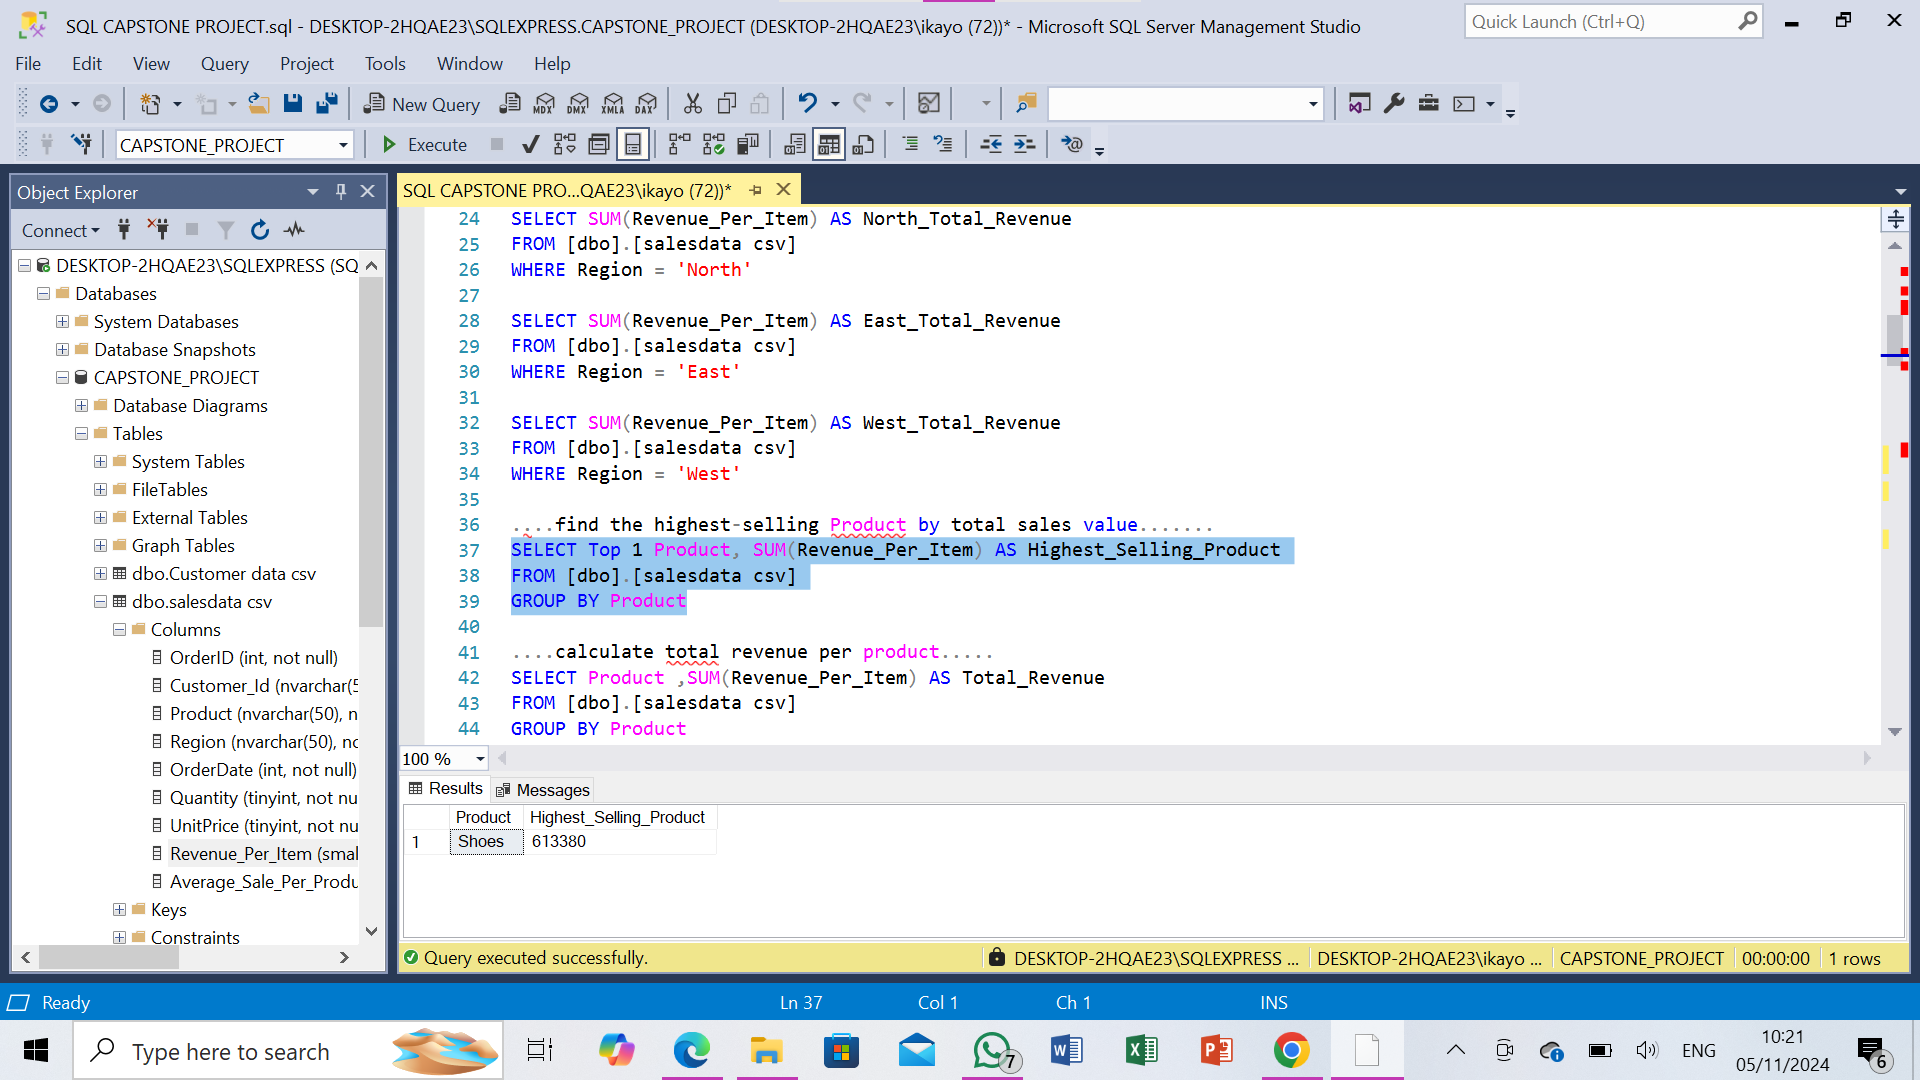 SQL CAPSTONE PROJECT.sql - DESKTOP-2HQAE23\SQLEXPRESS.CAPSTONE_PROJECT (DESKTOP-2HQAE23\ikayo (72))* - Microsoft SQL Server Management Studio
Quick Launch (Ctrl+Q)
File Edit View Query Project Tools Window Help
New Query MDX DMX XMLA DAX
CAPSTONE_PROJECT Execute
Object Explorer
Connect
DESKTOP-2HQAE23\SQLEXPRESS (SQ
Databases
System Databases
Database Snapshots
CAPSTONE_PROJECT
Database Diagrams
Tables
System Tables
FileTables
External Tables
Graph Tables
dbo.Customer data csv
dbo.salesdata csv
Columns
OrderID (int, not null)
Customer_Id (nvarchar(5
Product (nvarchar(50), n
Region (nvarchar(50), nc
OrderDate (int, not null)
Quantity (tinyint, not nu
UnitPrice (tinyint, not nu
Revenue_Per_Item (smal
Average_Sale_Per_Produ
Keys
Constraints
SQL CAPSTONE PRO...QAE23\ikayo (72))*
24 SELECT SUM(Revenue_Per_Item) AS North_Total_Revenue
25 FROM [dbo].[salesdata csv]
26 WHERE Region = 'North'
27
28 SELECT SUM(Revenue_Per_Item) AS East_Total_Revenue
29 FROM [dbo].[salesdata csv]
30 WHERE Region = 'East'
31
32 SELECT SUM(Revenue_Per_Item) AS West_Total_Revenue
33 FROM [dbo].[salesdata csv]
34 WHERE Region = 'West'
35
36 ....find the highest-selling Product by total sales value.......
37 SELECT Top 1 Product, SUM(Revenue_Per_Item) AS Highest_Selling_Product
38 FROM [dbo].[salesdata csv]
39 GROUP BY Product
40
41 ....calculate total revenue per product.....
42 SELECT Product ,SUM(Revenue_Per_Item) AS Total_Revenue
43 FROM [dbo].[salesdata csv]
44 GROUP BY Product
100 %
Results Messages
Product Highest_Selling_Product
1 Shoes 613380
Query executed successfully. DESKTOP-2HQAE23\SQLEXPRESS ... DESKTOP-2HQAE23\ikayo ... CAPSTONE_PROJECT 00:00:00 1 rows
Ready Ln 37 Col 1 Ch 1 INS
Type here to search
7
ENG
10:21
05/11/2024
6